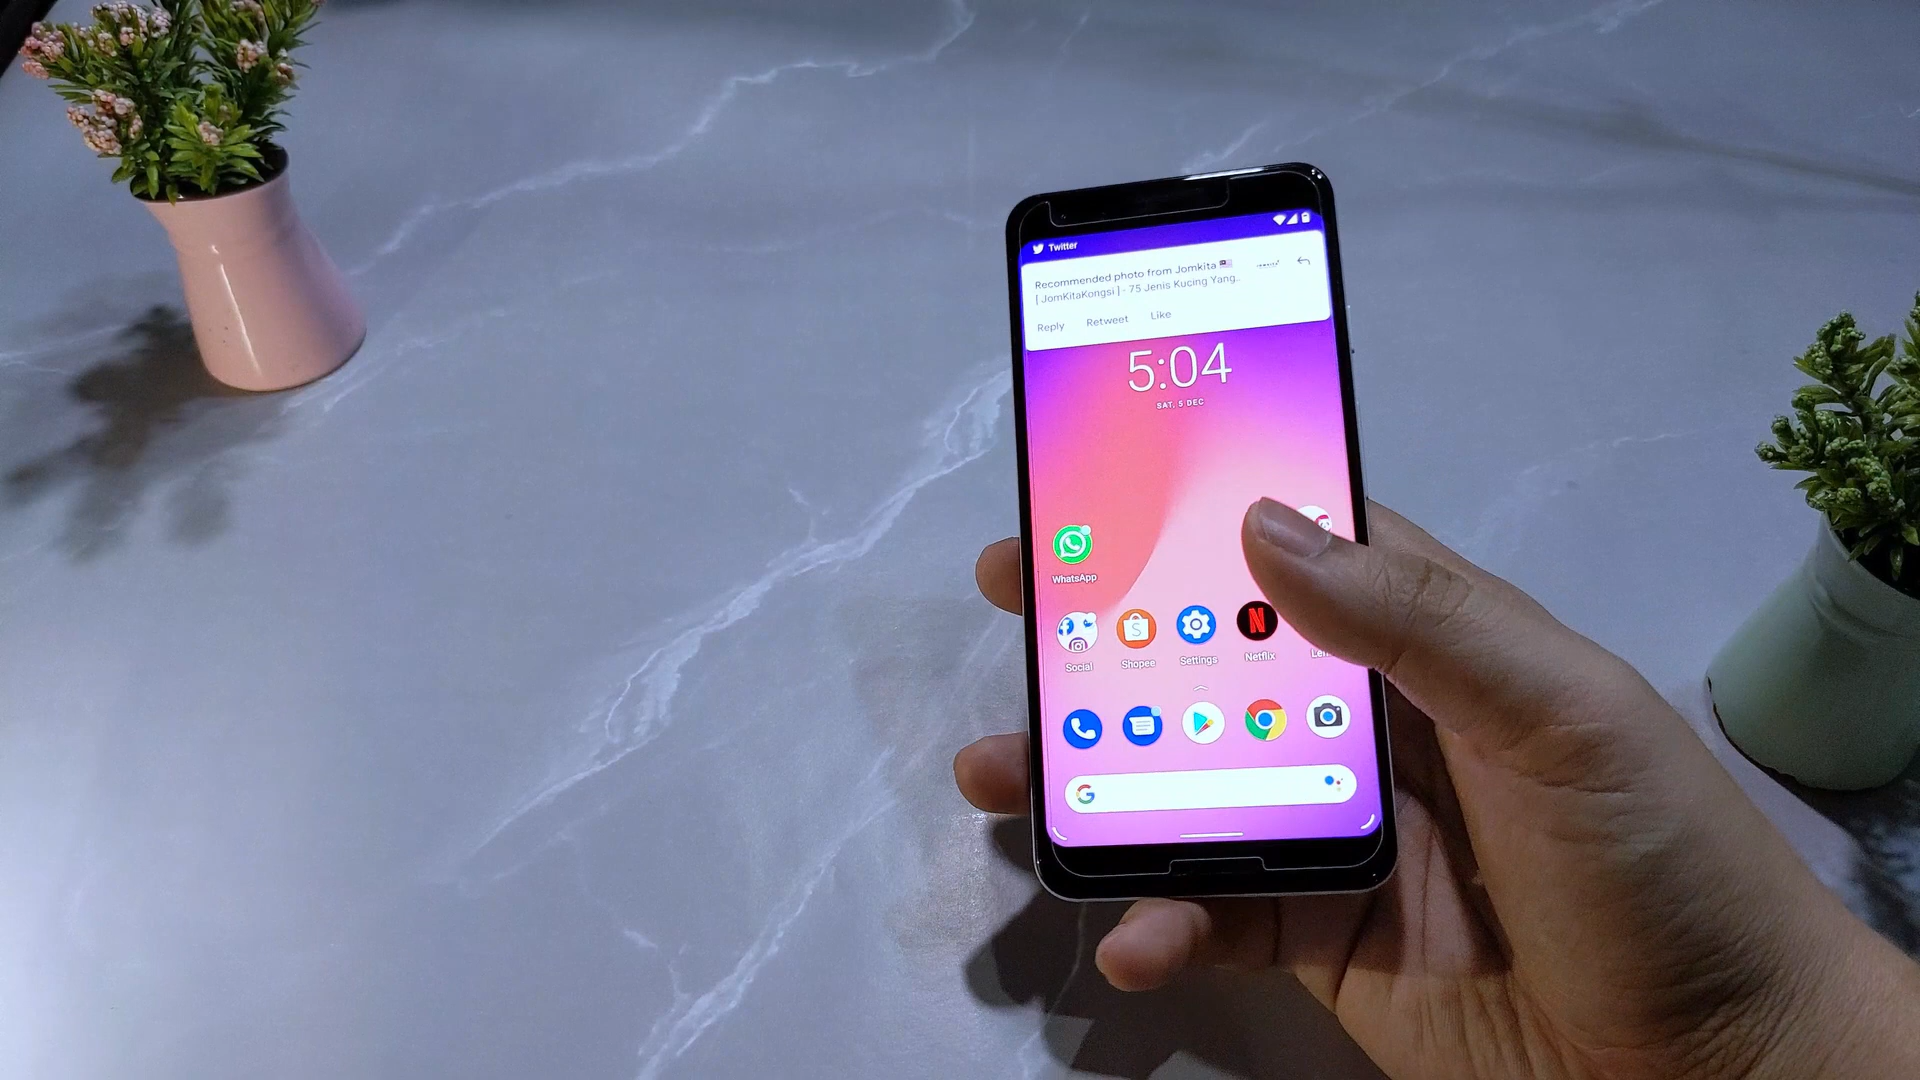 Twitter
Recommended photo from Jomkita 🇲🇾
[ JomKitaKongsi ] - 75 Jenis Kucing Yang..
Reply Retweet Like
5:04
SAT, 5 DEC
WhatsApp
Social Shopee Settings Netflix